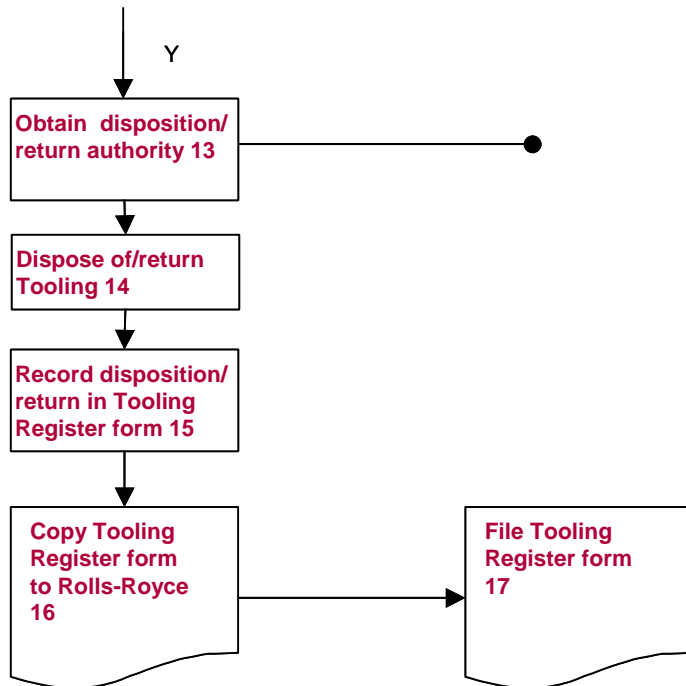 Y
Obtain disposition/
return authority 13
Dispose of/return
Tooling 14
Record disposition/
return in Tooling
Register form 15
Copy Tooling
Register form
to Rolls-Royce
16
File Tooling
Register form
17